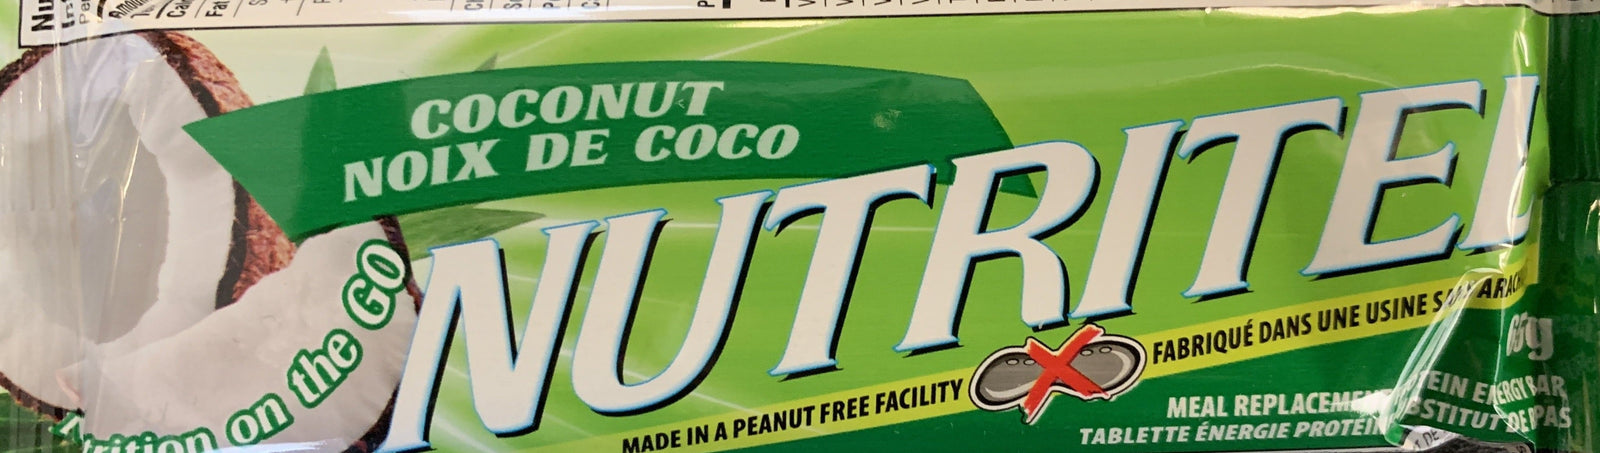 COCONUT
NOIX DE COCO
NUTRITEL
Nutrition on the GO
MADE IN A PEANUT FREE FACILITY
FABRIQUÉ DANS UNE USINE
65g
MEAL REPLACEMENT
TABLETTE ÉNERGIE